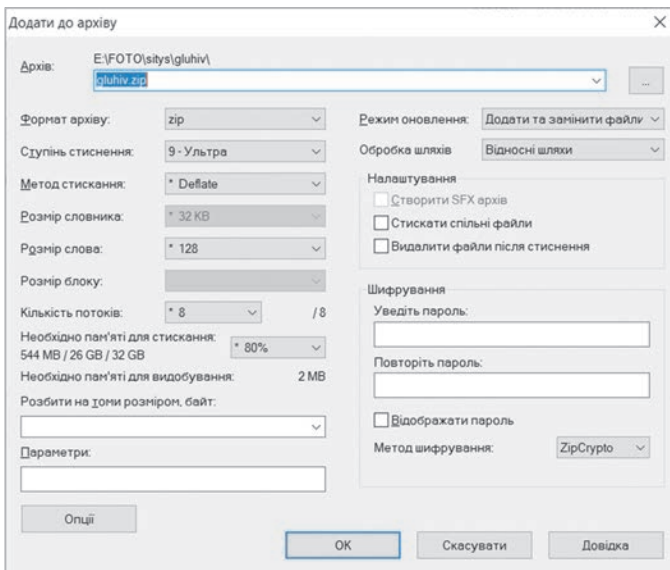 Додати до архіву
Архів:
E:\FOTO\sitys\gluhiv\
gluhiv.zip
...
Формат архіву: zip
Ступінь стиснення: 9 - Ультра
Метод стискання: * Deflate
Розмір словника: * 32 KB
Розмір слова: * 128
Розмір блоку:
Кількість потоків: * 8 / 8
Необхідно пам'яті для стискання:
544 MB / 26 GB / 32 GB * 80%
Необхідно пам'яті для видобування: 2 MB
Розбити на томи розміром, байт:
Параметри:
Опції
Режим оновлення: Додати та замінити файли
Обробка шляхів Відносні шляхи
Налаштування
Створити SFX архів
Стискати спільні файли
Видалити файли після стиснення
Шифрування
Уведіть пароль:
Повторіть пароль:
Відображати пароль
Метод шифрування: ZipCrypto
OK Скасувати Довідка